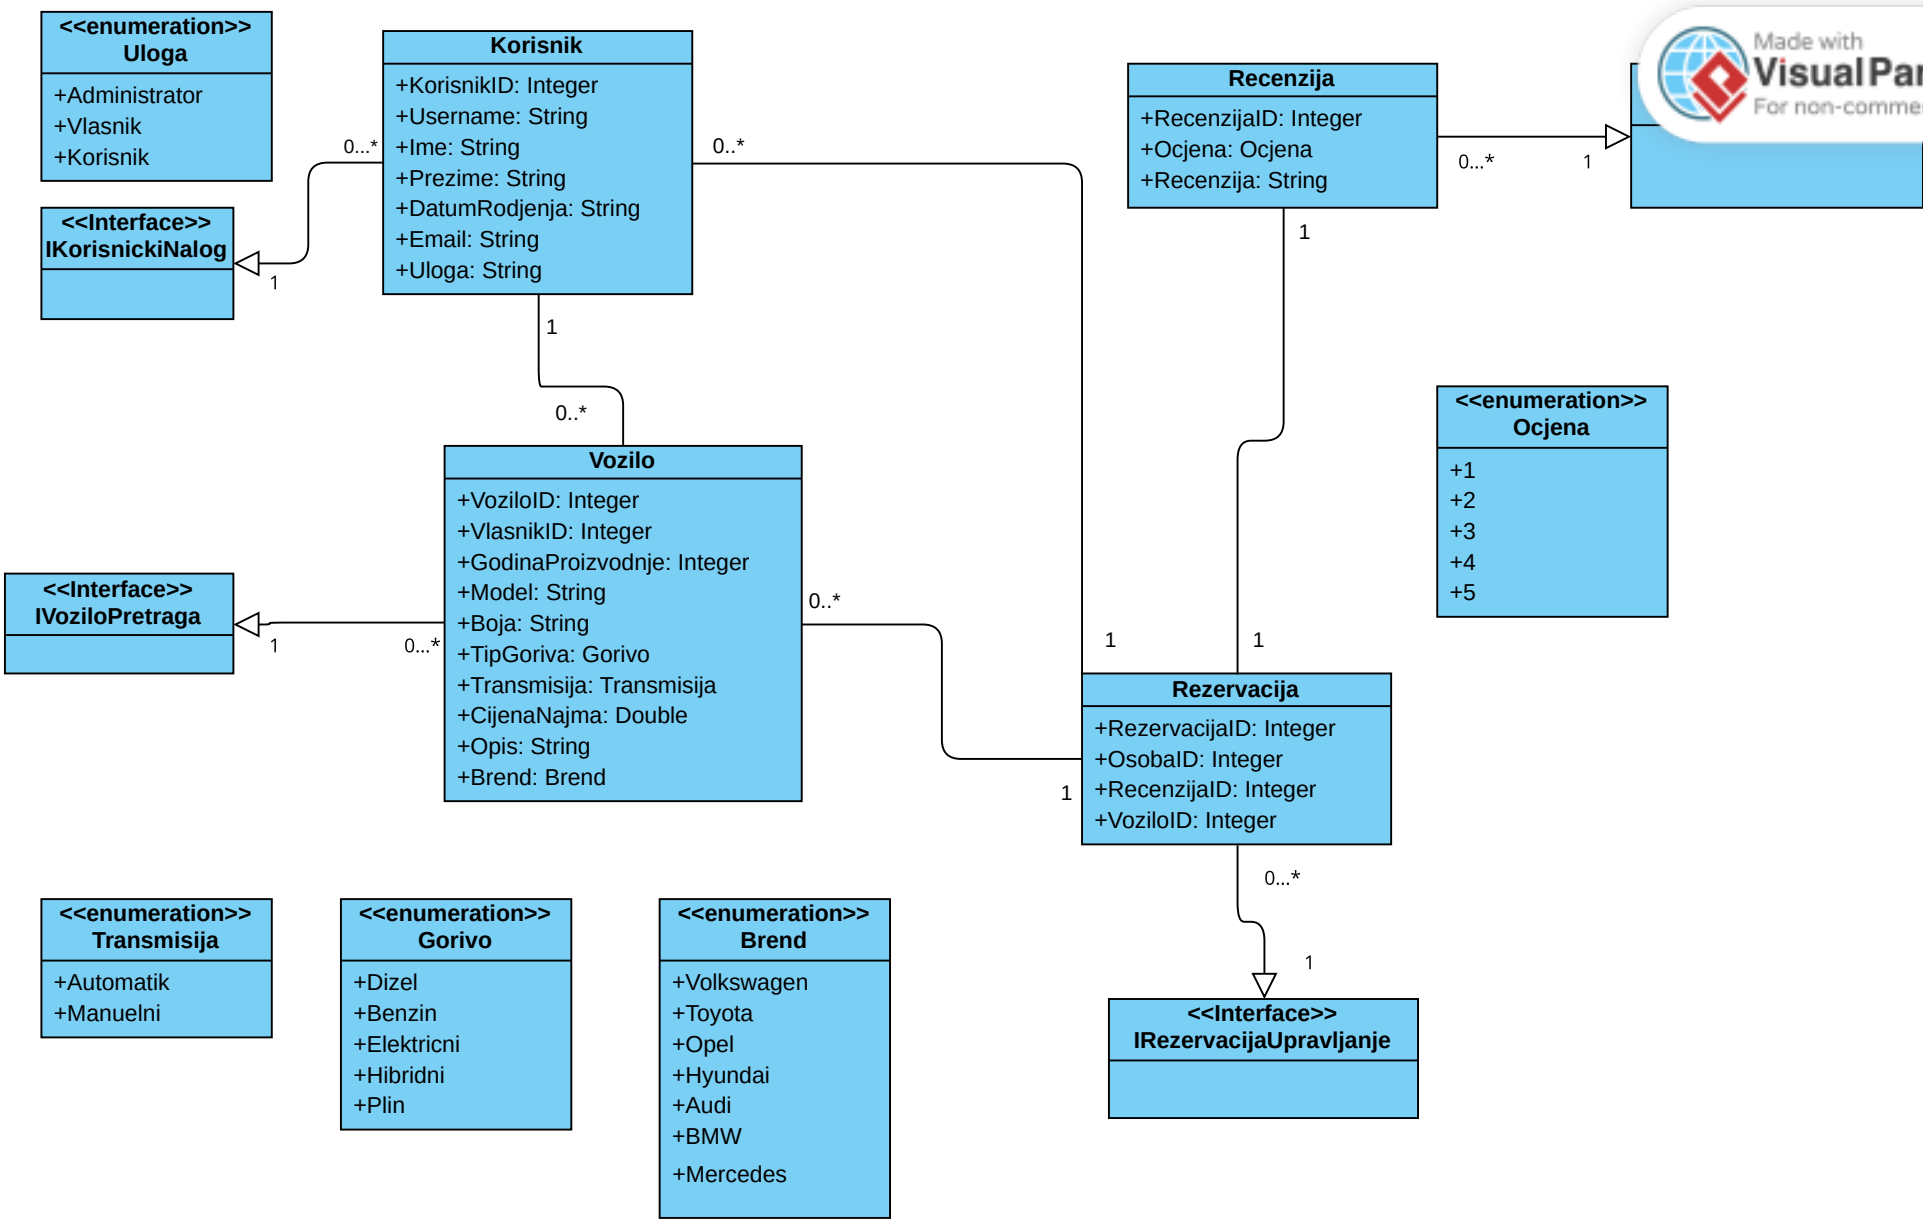 <<enumeration>>
Uloga
+Administrator
+Vlasnik
+Korisnik
<<Interface>>
IKorisnickiNalog
Korisnik
+KorisnikID: Integer
+Username: String
+Ime: String
+Prezime: String
+DatumRodjenja: String
+Email: String
+Uloga: String
0...*
1
0..*
1
0..*
Recenzija
+RecenzijaID: Integer
+Ocjena: Ocjena
+Recenzija: String
0...*
1
1
Made with
Visual Par
For non-comme
<<enumeration>>
Ocjena
+1
+2
+3
+4
+5
Vozilo
+VoziloID: Integer
+VlasnikID: Integer
+GodinaProizvodnje: Integer
+Model: String
+Boja: String
+TipGoriva: Gorivo
+Transmisija: Transmisija
+CijenaNajma: Double
+Opis: String
+Brend: Brend
<<Interface>>
IVoziloPretraga
1
0...*
0..*
1
1
1
Rezervacija
+RezervacijaID: Integer
+OsobaID: Integer
+RecenzijaID: Integer
+VoziloID: Integer
0...*
1
<<Interface>>
IRezervacijaUpravljanje
<<enumeration>>
Transmisija
+Automatik
+Manuelni
<<enumeration>>
Gorivo
+Dizel
+Benzin
+Elektricni
+Hibridni
+Plin
<<enumeration>>
Brend
+Volkswagen
+Toyota
+Opel
+Hyundai
+Audi
+BMW
+Mercedes